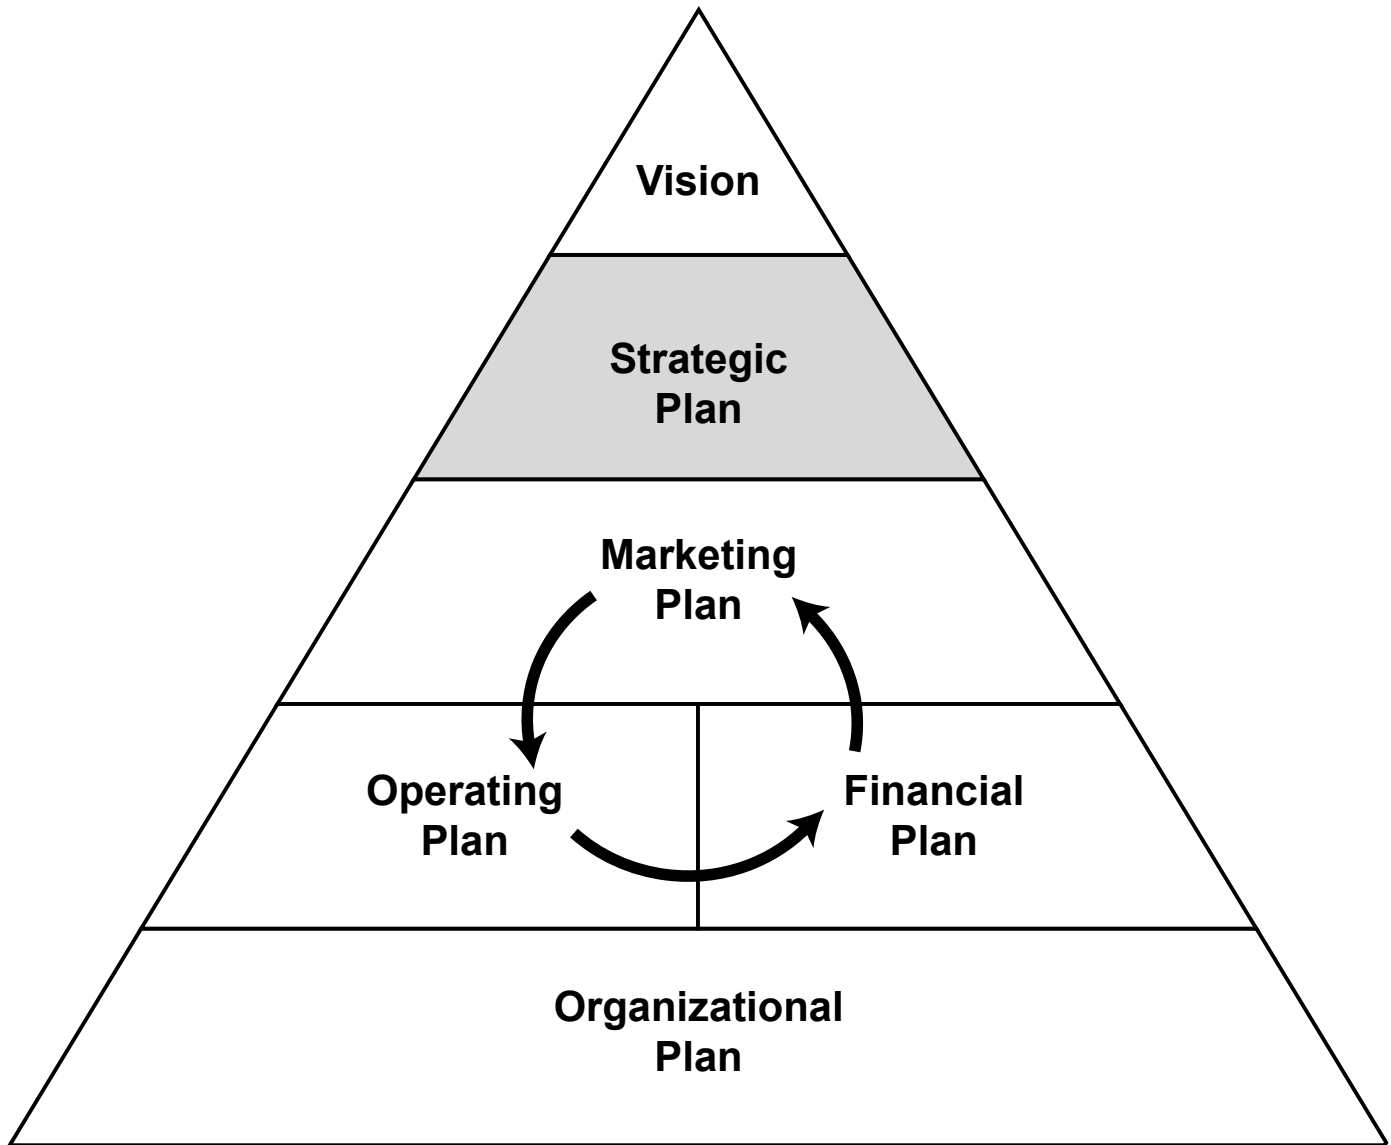 Vision
Strategic
Plan
Marketing
Plan
Operating
Plan
Financial
Plan
Organizational
Plan